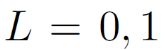 L = 0, 1